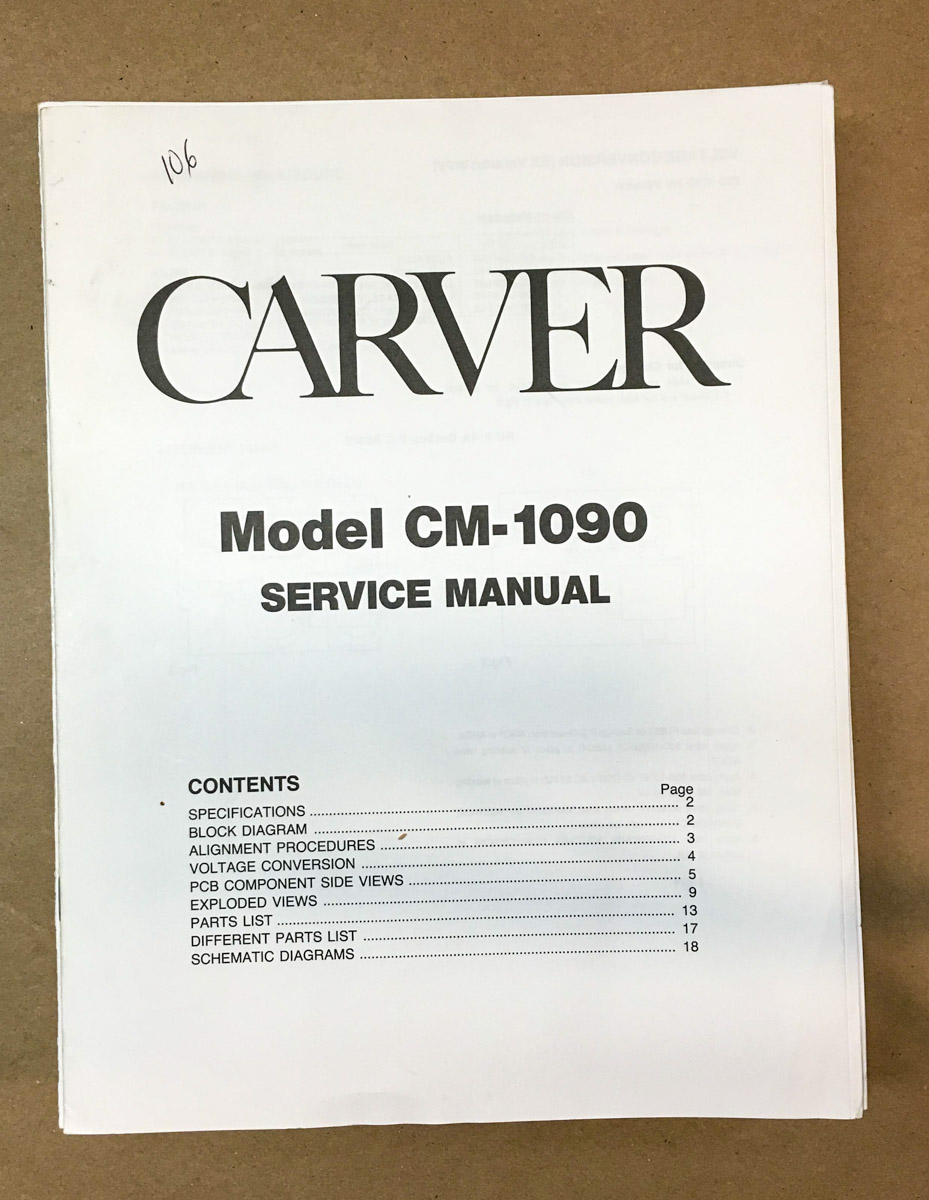 106
CARVER
Model CM-1090
SERVICE MANUAL
CONTENTS
Page
SPECIFICATIONS ........ 2
BLOCK DIAGRAM ........ 2
ALIGNMENT PROCEDURES ........ 3
VOLTAGE CONVERSION ........ 4
PCB COMPONENT SIDE VIEWS ........ 5
EXPLODED VIEWS ........ 9
PARTS LIST ........ 13
DIFFERENT PARTS LIST ........ 17
SCHEMATIC DIAGRAMS ........ 18